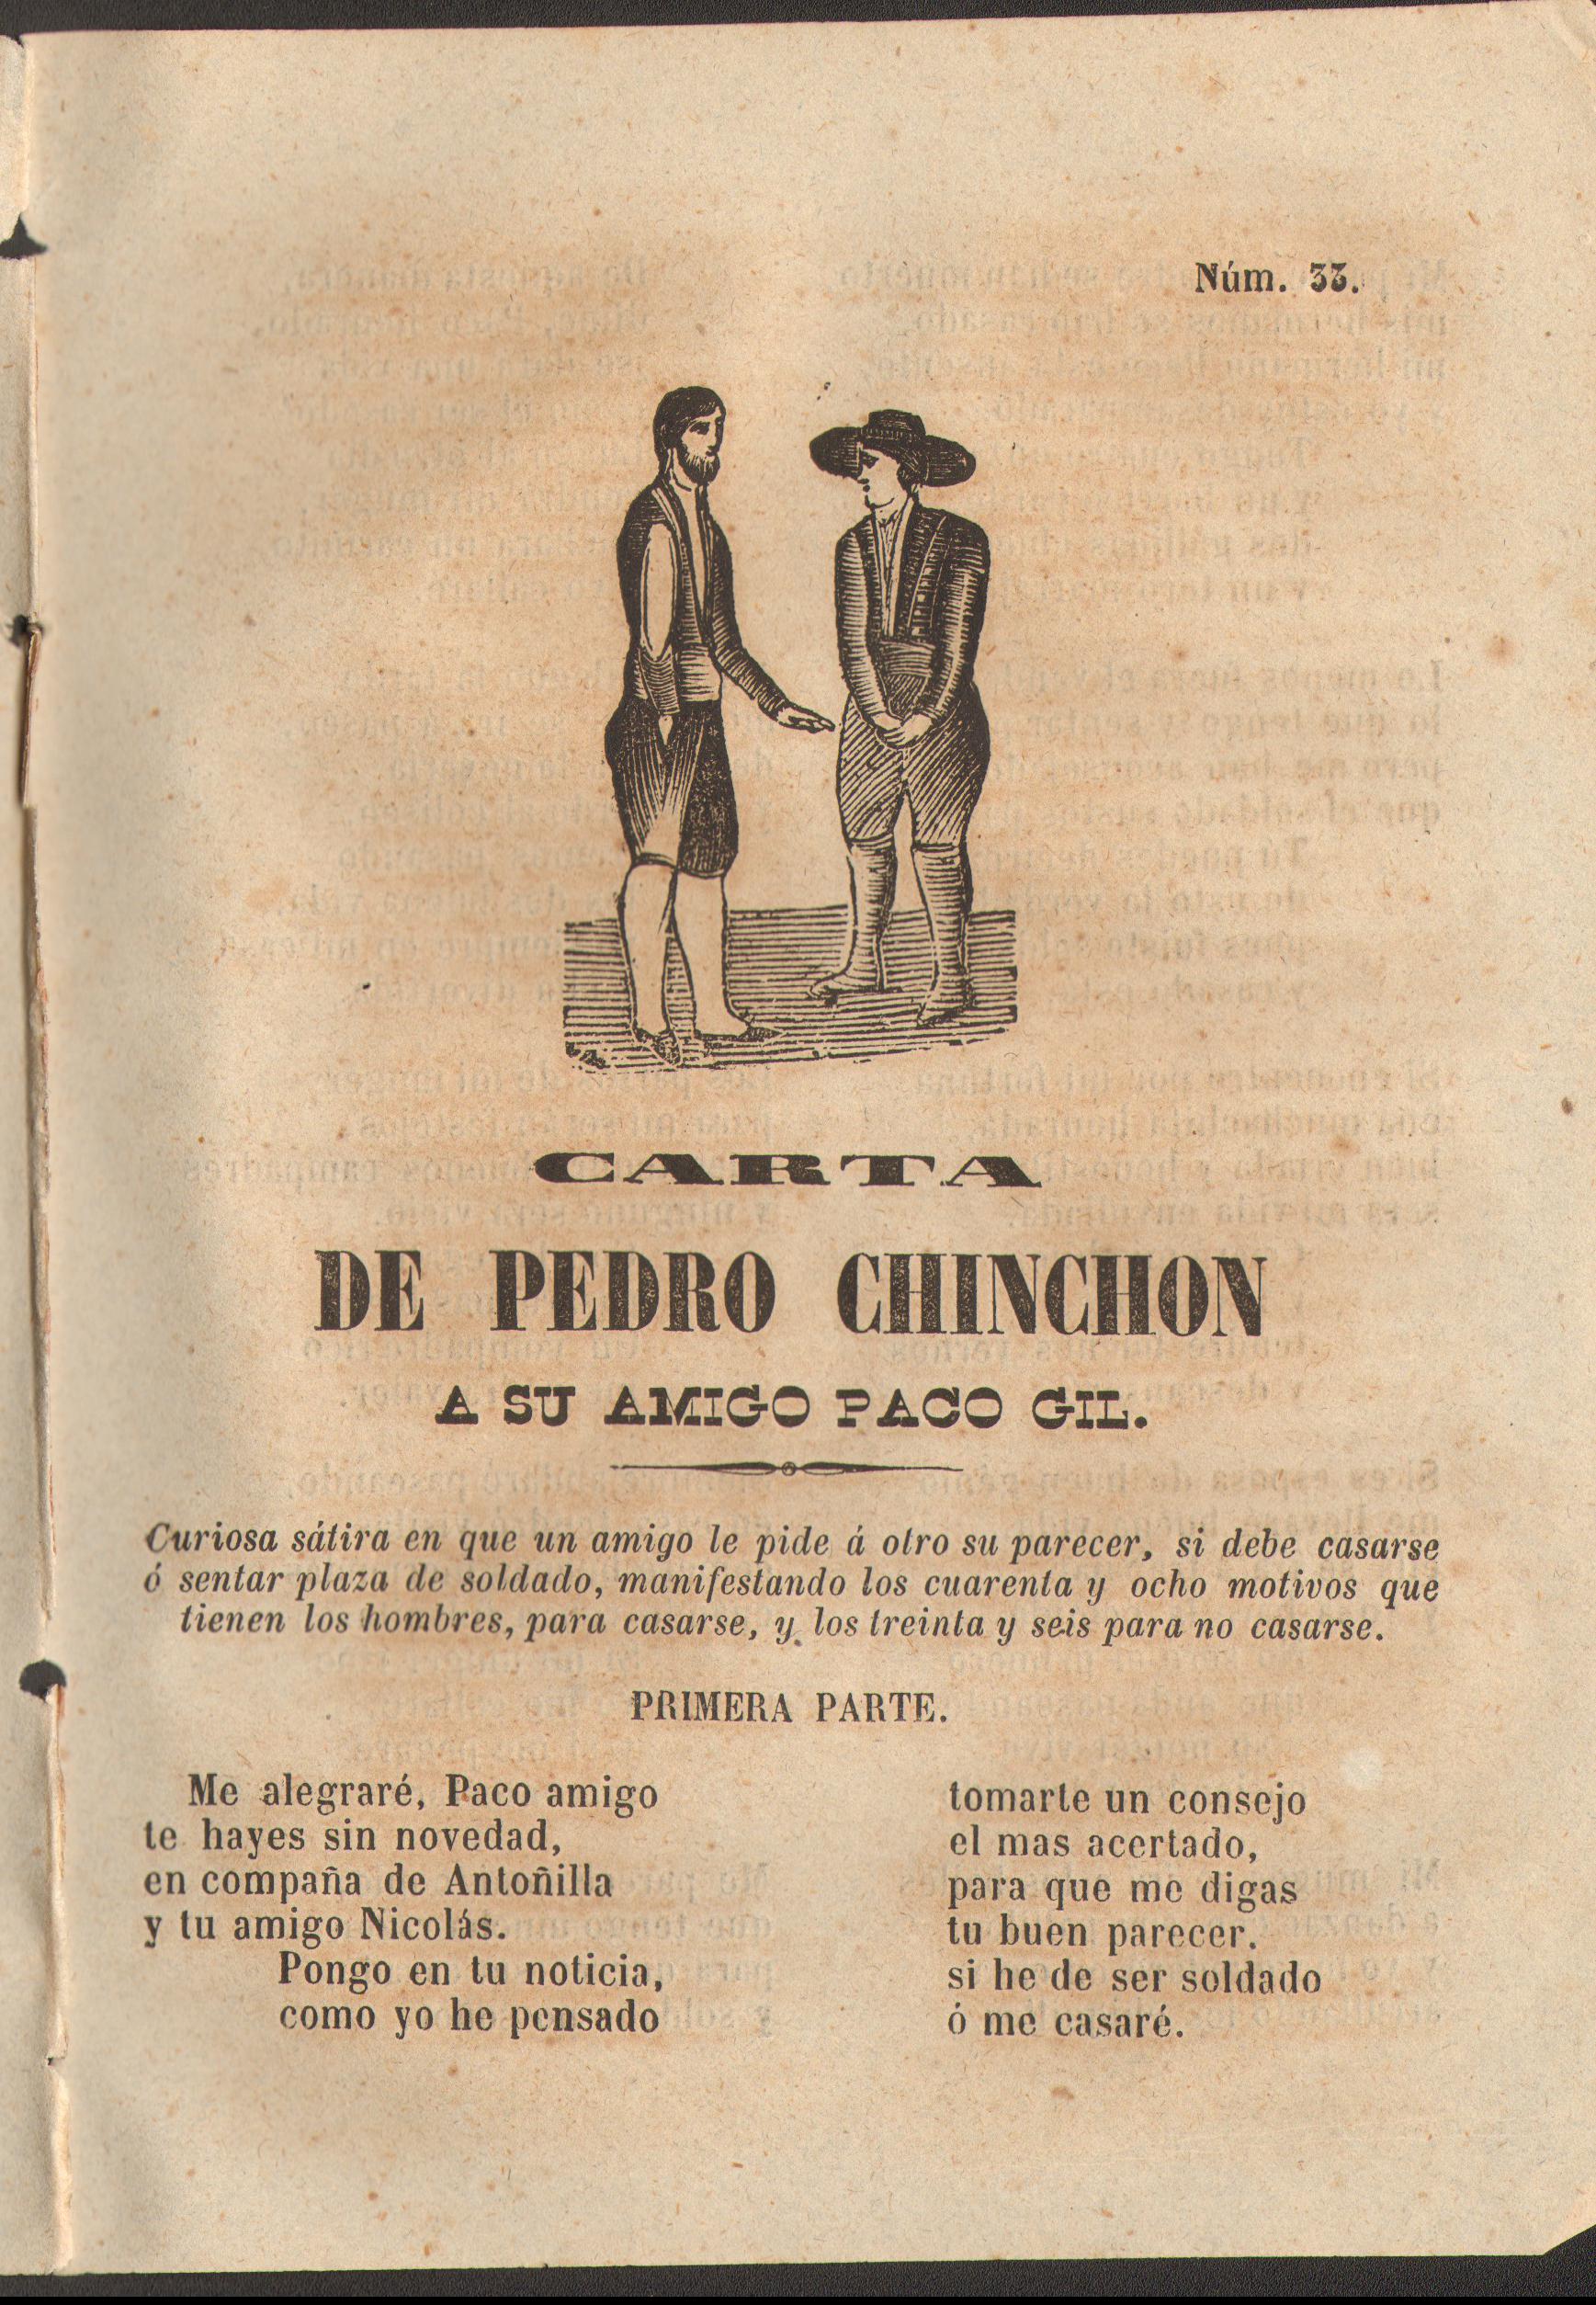 Núm. 33.
CARTA
DE PEDRO CHINCHON
A SU AMIGO PACO GIL.
Curiosa sátira en que un amigo le pide á otro su parecer, si debe casarse
ó sentar plaza de soldado, manifestando los cuarenta y ocho motivos que
tienen los hombres, para casarse, y los treinta y seis para no casarse.
PRIMERA PARTE.
Me alegraré, Paco amigo
te hayes sin novedad,
en compaña de Antoñilla
y tu amigo Nicolás.
Pongo en tu noticia,
como yo he pensado
tomarte un consejo
el mas acertado,
para que me digas
tu buen parecer.
si he de ser soldado
ó me casaré.